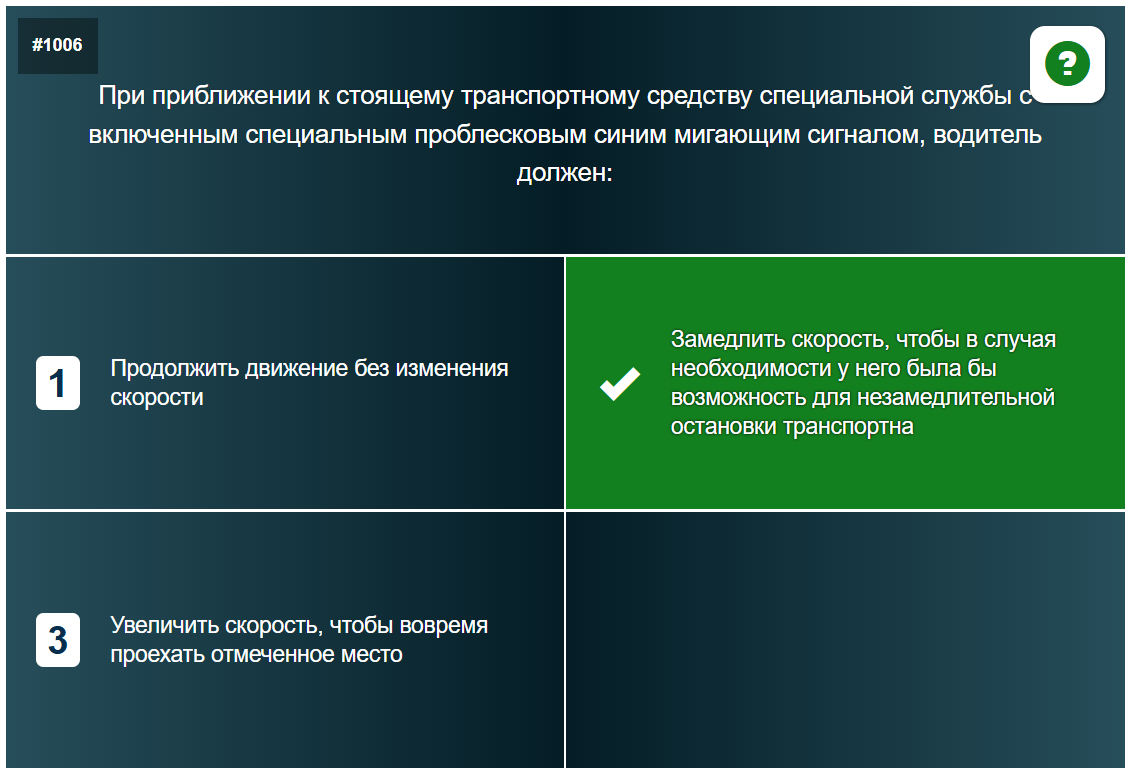 #1006
?
При приближении к стоящему транспортному средству специальной службы с
включенным специальным проблесковым синим мигающим сигналом, водитель
должен:
1
Продолжить движение без изменения
скорости
Замедлить скорость, чтобы в случая
необходимости у него была бы
возможность для незамедлительной
остановки транспортна
3
Увеличить скорость, чтобы вовремя
проехать отмеченное место